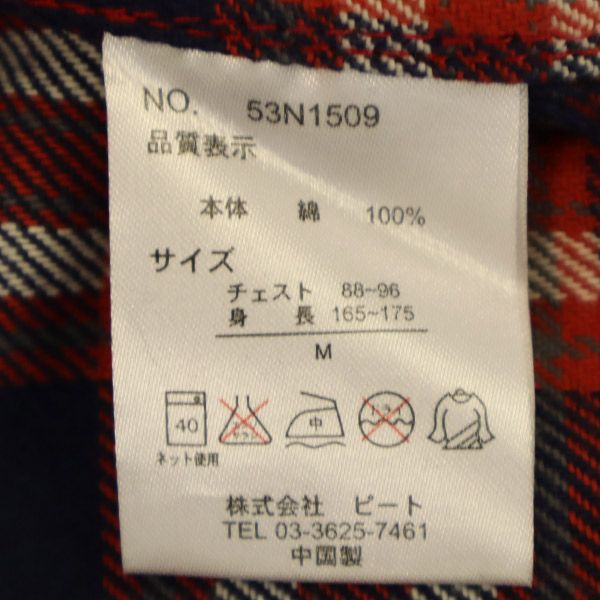 NO. 53N1509
品質表示
本体 綿 100%
サイズ
チェスト 88~96
身 長 165~175
M
40 中
ネット使用
株式会社 ピート
TEL 03-3625-7461
中國製